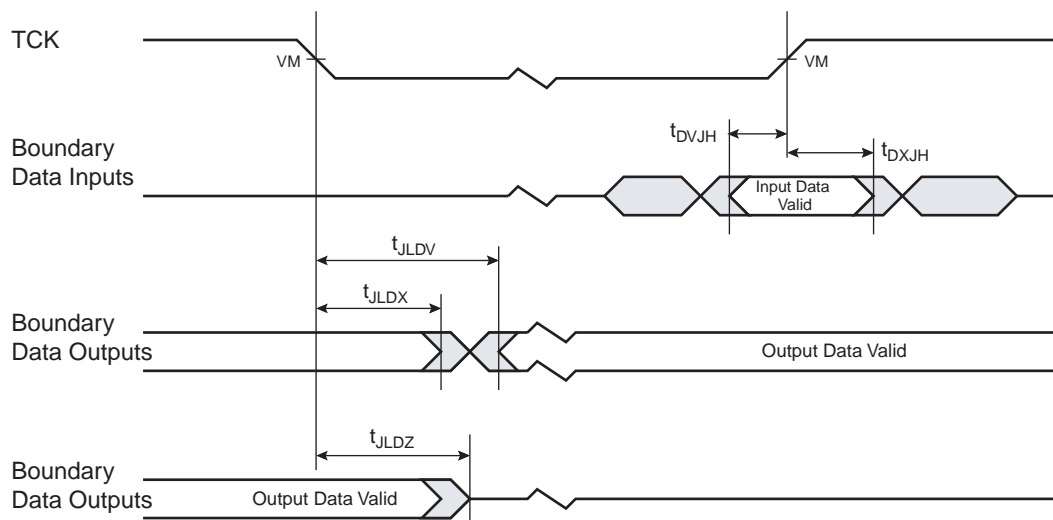 TCK
VM
VM
Boundary
Data Inputs
tDVJH
tDXJH
Input Data
Valid
tJLDV
tJLDX
Boundary
Data Outputs
Output Data Valid
tJLDZ
Boundary
Data Outputs
Output Data Valid